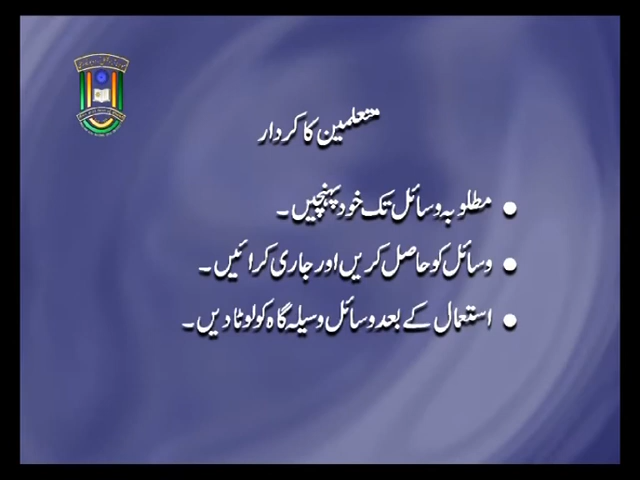 متعلمین کا کردار
• مطلوبہ وسائل تک خود پہنچیں۔
• وسائل کو حاصل کریں اور جاری کرائیں۔
• استعمال کے بعد وسائل وسیلہ گاہ کو لوٹا دیں۔